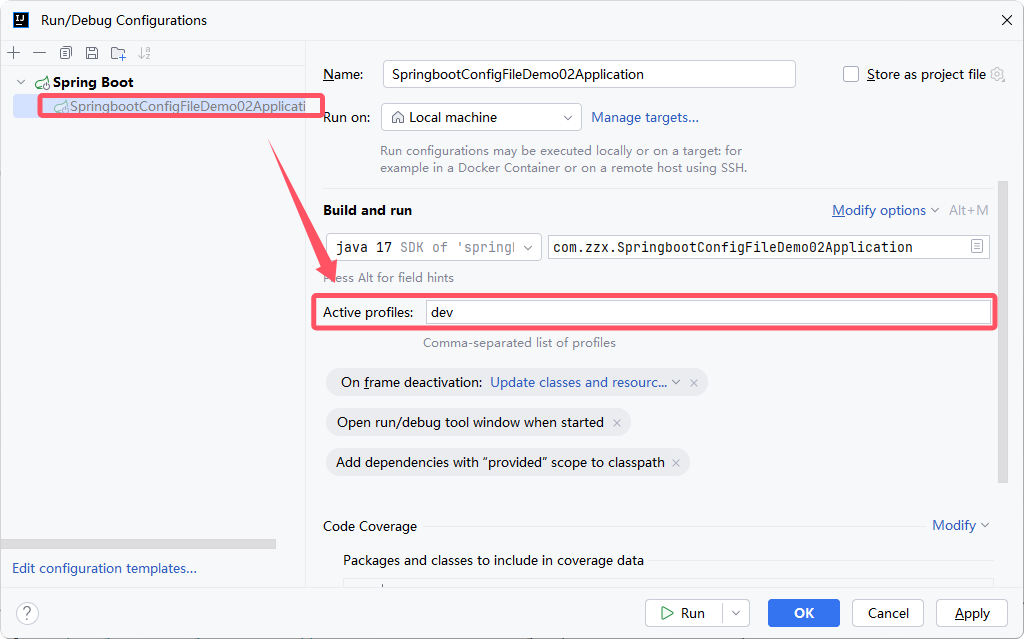 Run/Debug Configurations
Spring Boot
SpringbootConfigFileDemo02Applicati
Edit configuration templates...
Name: SpringbootConfigFileDemo02Application Store as project file
Run on: Local machine Manage targets...
Run configurations may be executed locally or on a target: for
example in a Docker Container or on a remote host using SSH.
Build and run Modify options Alt+M
java 17 SDK of 'spring com.zzx.SpringbootConfigFileDemo02Application
Press Alt for field hints
Active profiles: dev
Comma-separated list of profiles
On frame deactivation: Update classes and resourc...
Open run/debug tool window when started
Add dependencies with “provided” scope to classpath
Code Coverage Modify
Packages and classes to include in coverage data
? Run OK Cancel Apply